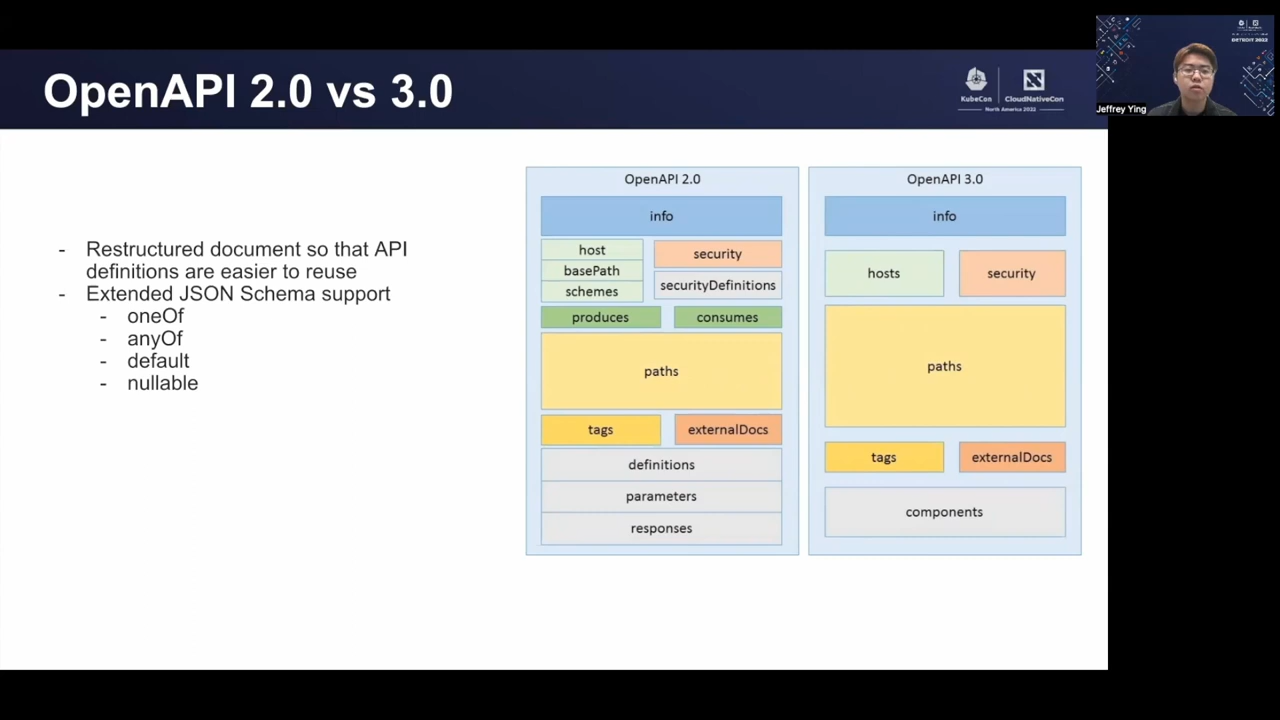 OpenAPI 2.0 vs 3.0
KubeCon
CloudNativeCon
North America 2022
DETROIT 2022
Jeffrey Ying
- Restructured document so that API
definitions are easier to reuse
- Extended JSON Schema support
- oneOf
- anyOf
- default
- nullable
OpenAPI 2.0
info
host
basePath
schemes
security
securityDefinitions
produces
consumes
paths
tags
externalDocs
definitions
parameters
responses
OpenAPI 3.0
info
hosts
security
paths
tags
externalDocs
components